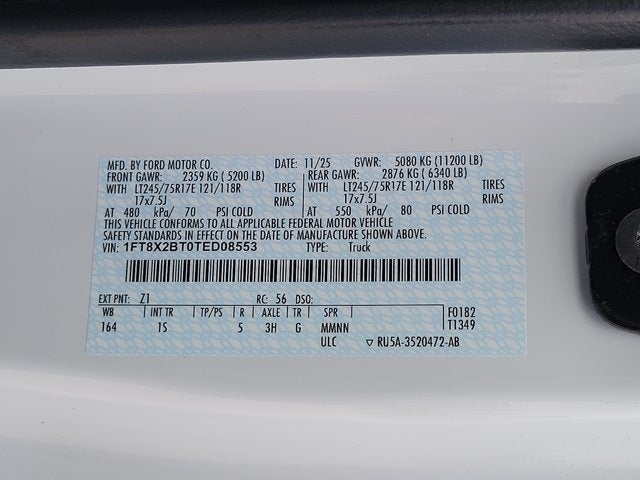 MFD. BY FORD MOTOR CO. DATE: 11/25 GVWR: 5080 KG (11200 LB)
FRONT GAWR: 2359 KG ( 5200 LB) REAR GAWR: 2876 KG ( 6340 LB)
WITH LT245/75R17E 121/118R TIRES WITH LT245/75R17E 121/118R TIRES
17x7.5J RIMS 17x7.5J RIMS
AT 480 kPa/ 70 PSI COLD AT 550 kPa/ 80 PSI COLD
THIS VEHICLE CONFORMS TO ALL APPLICABLE FEDERAL MOTOR VEHICLE
SAFETY STANDARDS IN EFFECT ON THE DATE OF MANUFACTURE SHOWN ABOVE.
VIN: 1FT8X2BT0TED08553 TYPE: Truck
EXT PNT: Z1 RC: 56 DSO:
WB INT TR TP/PS R AXLE TR SPR F0182
164 1S 5 3H G MMNN T1349
ULC ▽ RU5A-3520472-AB